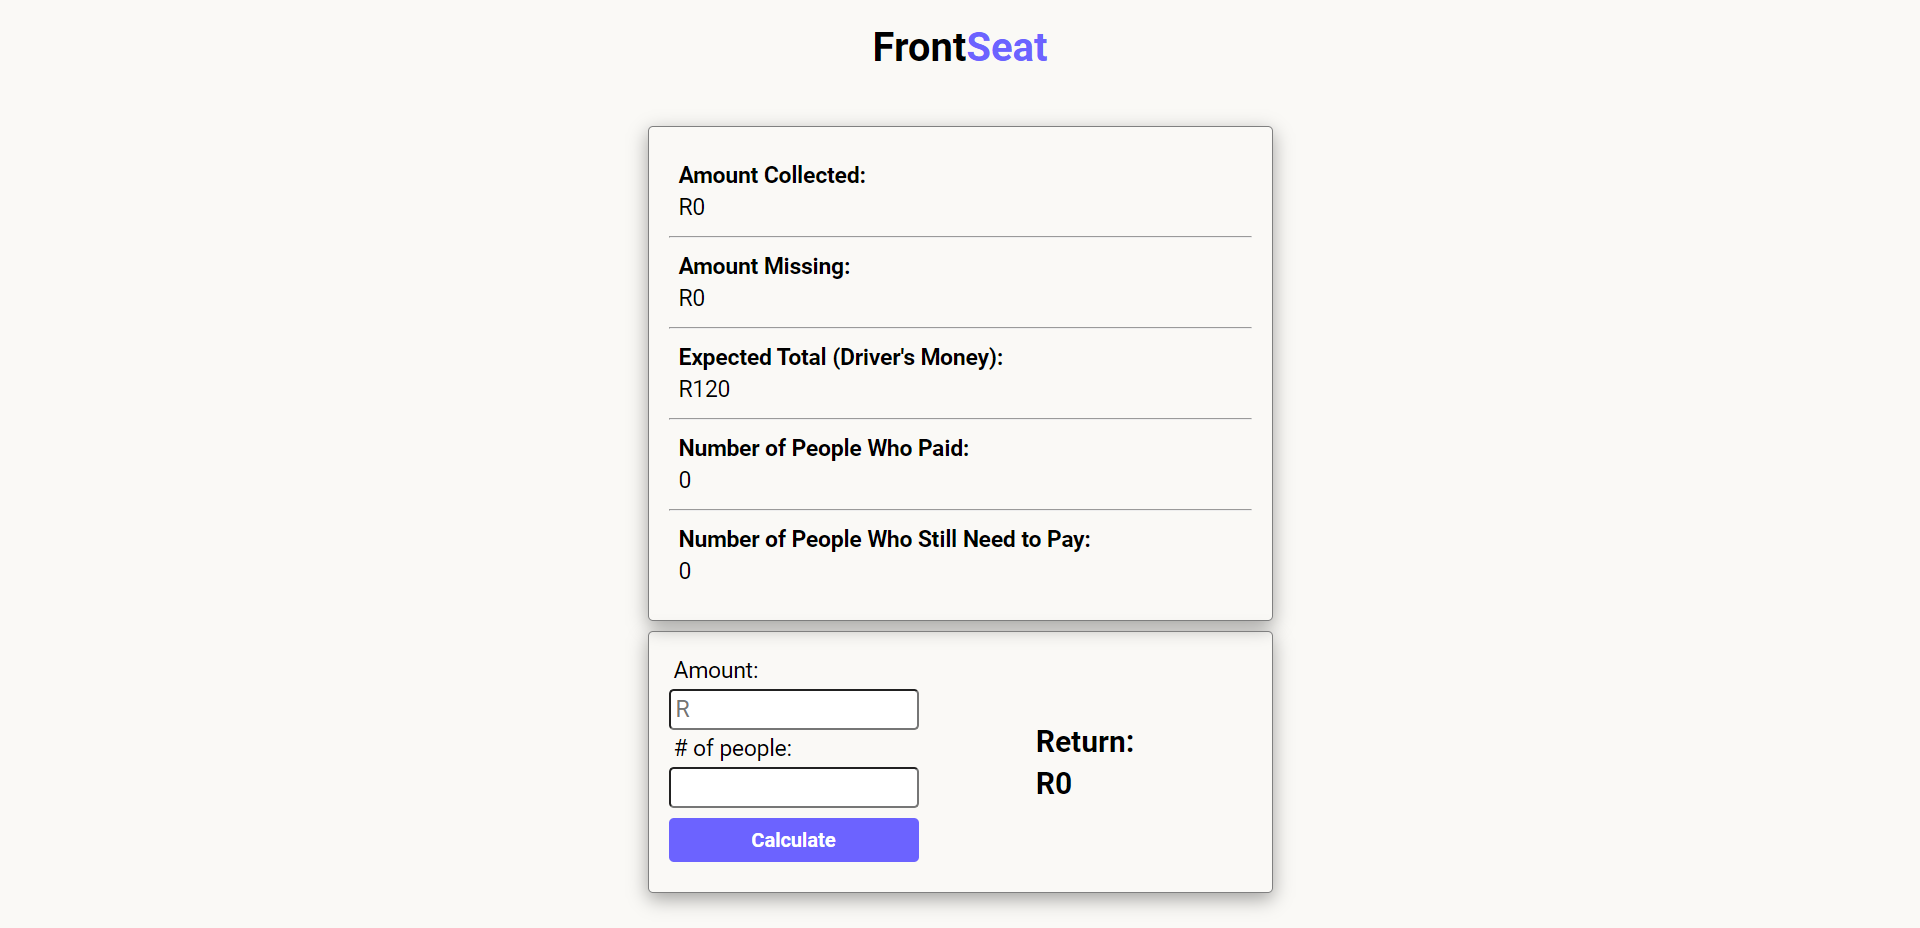 FrontSeat
Amount Collected:
R0
Amount Missing:
R0
Expected Total (Driver's Money):
R120
Number of People Who Paid:
0
Number of People Who Still Need to Pay:
0
Amount:
R
# of people:
Calculate
Return:
R0